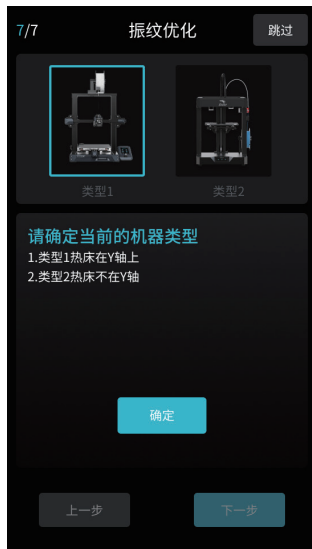 7/7
振纹优化
跳过
类型1
类型2
请确定当前的机器类型
1.类型1热床在Y轴上
2.类型2热床不在Y轴
确定
上一步
下一步